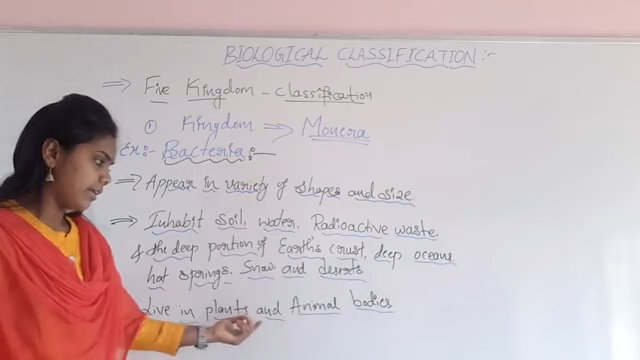 BIOLOGICAL CLASSIFICATION :-
⇒ Five Kingdom - classification
① Kingdom ⇒ Monera
Ex:- Bacteria :-
⇒ Appear in variety of shapes and size
⇒ Inhabit soil, water, Radioactive waste.
& the deep portion of Earth's crust, deep oceans
hot springs, Snow and deserts
Live in plants and Animal bodies